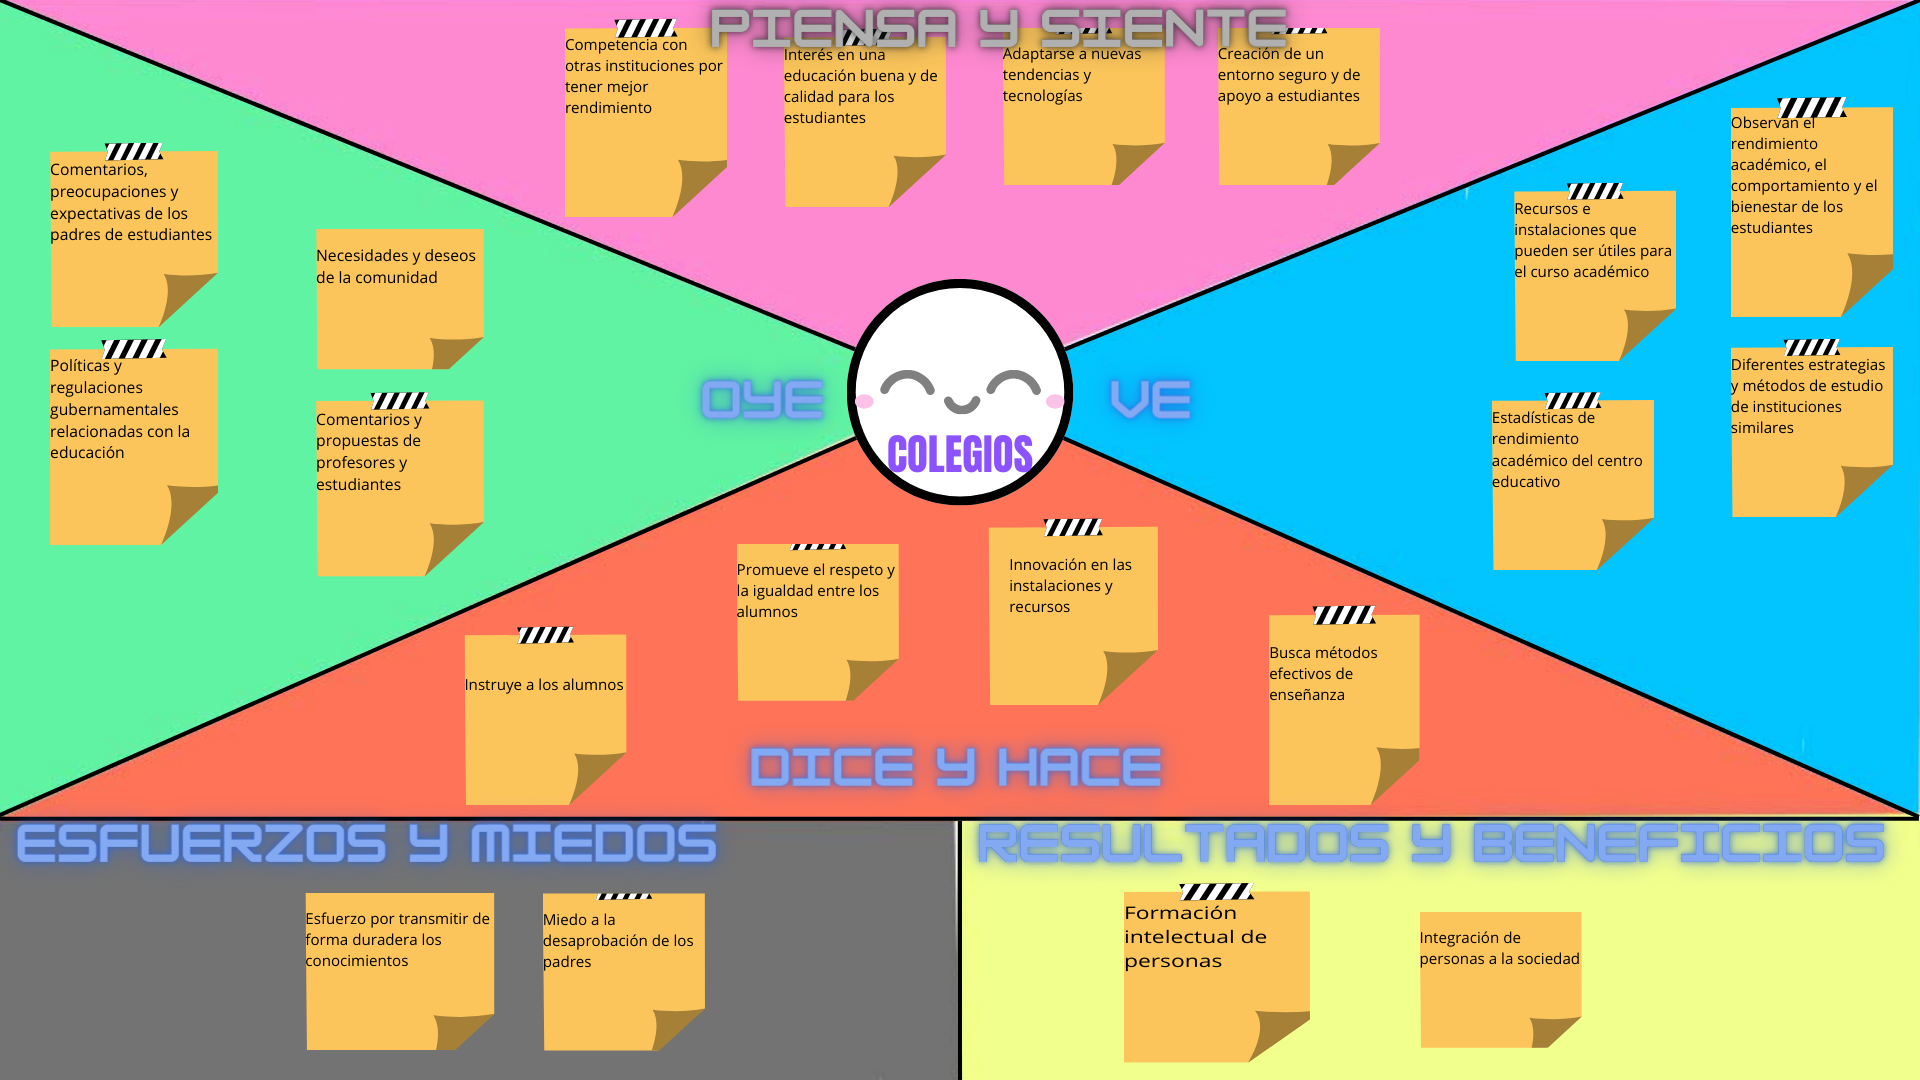 PIENSA Y SIENTE
Competencia con
otras instituciones por
tener mejor
rendimiento
Interés en una
educación buena y de
calidad para los
estudiantes
Adaptarse a nuevas
tendencias y
tecnologías
Creación de un
entorno seguro y de
apoyo a estudiantes
Comentarios,
preocupaciones y
expectativas de los
padres de estudiantes
Necesidades y deseos
de la comunidad
Políticas y
regulaciones
gubernamentales
relacionadas con la
educación
Comentarios y
propuestas de
profesores y
estudiantes
OYE
COLEGIOS
VE
Recursos e
instalaciones que
pueden ser útiles para
el curso académico
Observan el
rendimiento
académico, el
comportamiento y el
bienestar de los
estudiantes
Estadísticas de
rendimiento
académico del centro
educativo
Diferentes estrategias
y métodos de estudio
de instituciones
similares
Instruye a los alumnos
Promueve el respeto y
la igualdad entre los
alumnos
Innovación en las
instalaciones y
recursos
Busca métodos
efectivos de
enseñanza
DICE Y HACE
ESFUERZOS Y MIEDOS
Esfuerzo por transmitir de
forma duradera los
conocimientos
Miedo a la
desaprobación de los
padres
RESULTADOS Y BENEFICIOS
Formación
intelectual de
personas
Integración de
personas a la sociedad